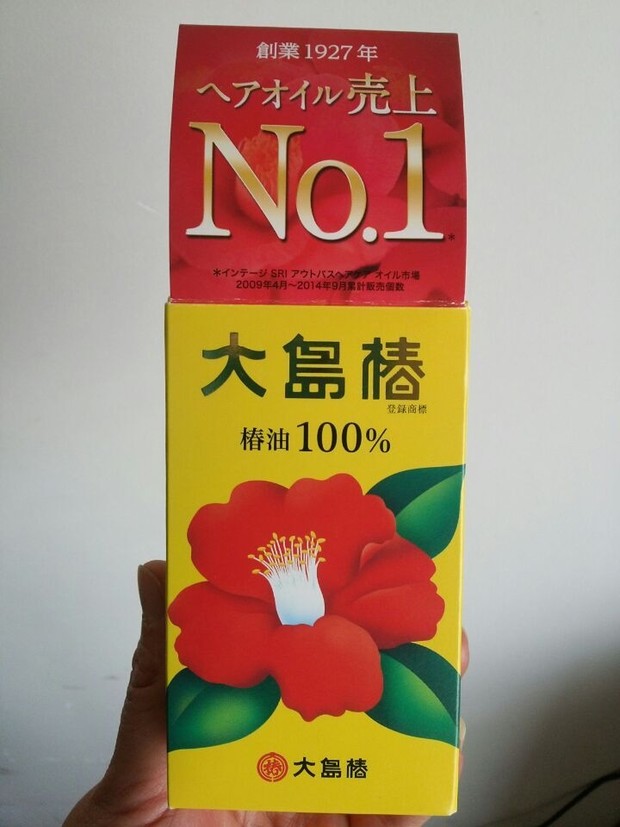 創業1927年
ヘアオイル売上
No.1*
*インテージ SRI アウトバスヘアケア オイル市場
2009年4月～2014年9月累計販売個数
大島椿
登録商標
椿油100%
椿 大島椿